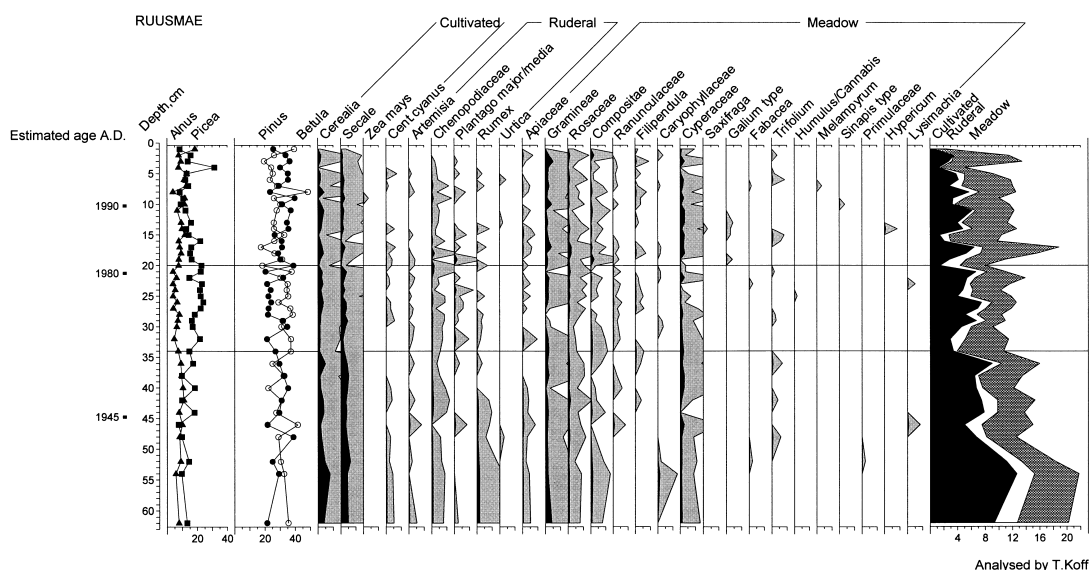 RUUSMAE
Cultivated
Ruderal
Meadow
Estimated age A.D.
Depth,cm
Alnus
Picea
Pinus
Betula
Cerealia
Secale
Zea mays
Cent.cyanus
Artemisia
Chenopodiaceae
Plantago major/media
Rumex
Urtica
Apiaceae
Gramineae
Rosaceae
Compositae
Ranunculaceae
Filipendula
Caryophyllaceae
Cyperaceae
Saxifraga
Galium type
Fabacea
Trifolium
Humulus/Cannabis
Melampyrum
Sinapis type
Primulaceae
Hypericum
Lysimachia
Cultivated
Ruderal
Meadow
0
5
1990
10
15
20
1980
25
30
35
40
1945
45
50
55
60
20 40 20 40 4 8 12 16 20
Analysed by T.Koff